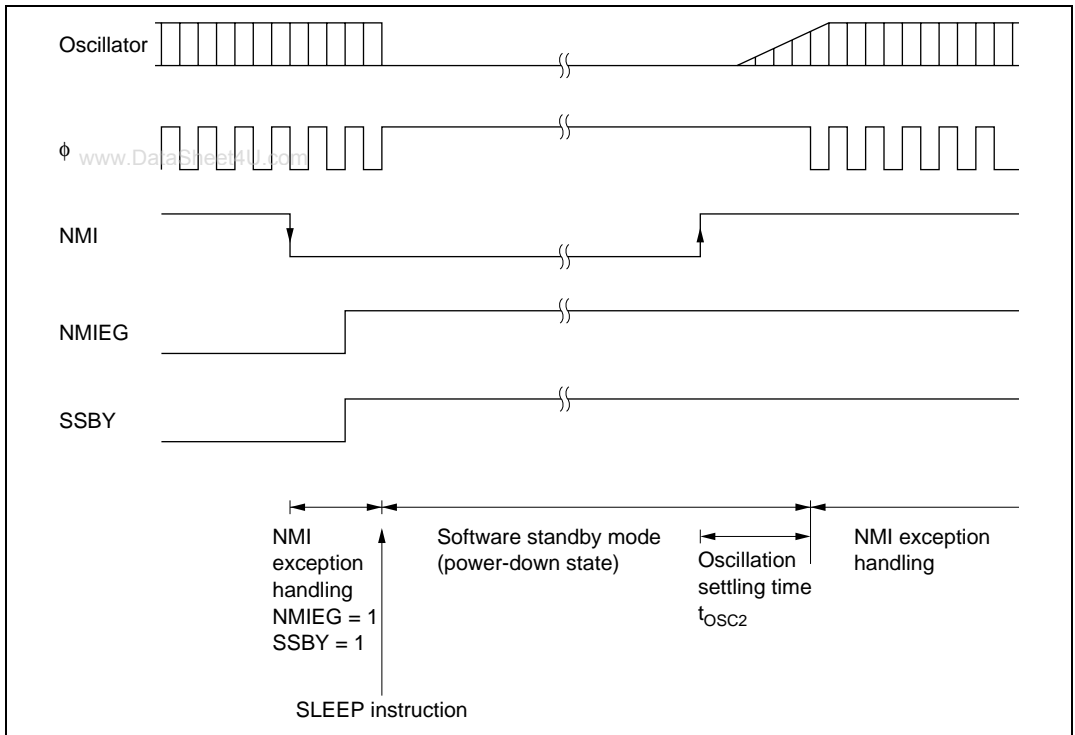 Oscillator
ϕ
www.DataSheet4U.com
NMI
NMIEG
SSBY
NMI
exception
handling
NMIEG = 1
SSBY = 1
Software standby mode
(power-down state)
Oscillation
settling time
tOSC2
NMI exception
handling
SLEEP instruction